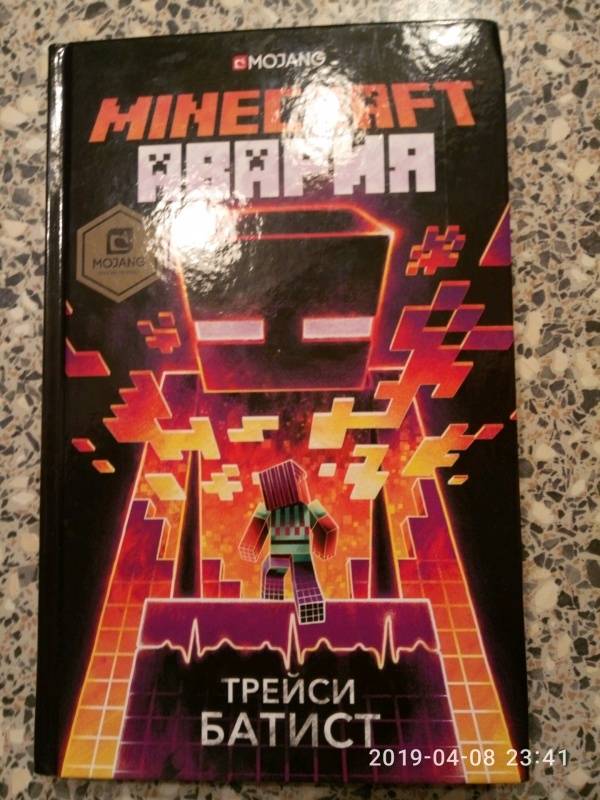 MOJANG
MINECRAFT
АВАРИЯ
MOJANG
ТРЕЙСИ
БАТИСТ
2019-04-08 23:41